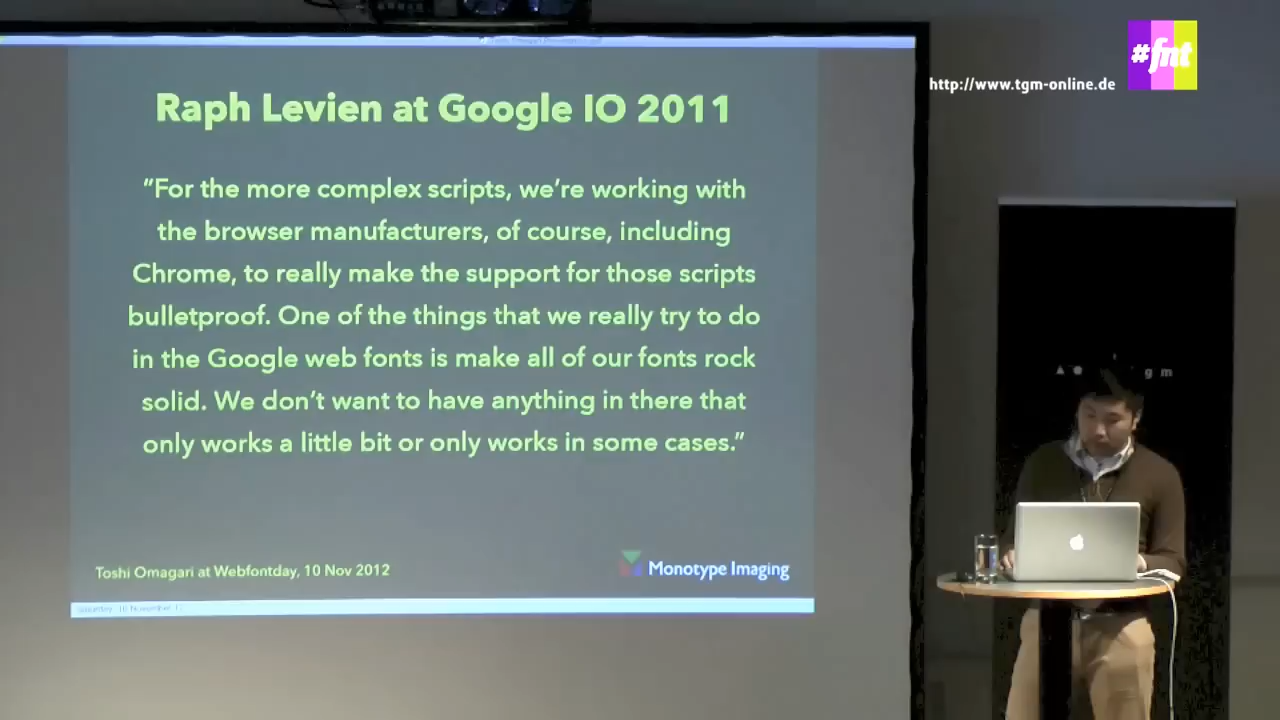 #fnt
http://www.tgm-online.de
Raph Levien at Google IO 2011
“For the more complex scripts, we’re working with
the browser manufacturers, of course, including
Chrome, to really make the support for those scripts
bulletproof. One of the things that we really try to do
in the Google web fonts is make all of our fonts rock
solid. We don’t want to have anything in there that
only works a little bit or only works in some cases.”
Toshi Omagari at Webfontday, 10 Nov 2012
Monotype Imaging
g m